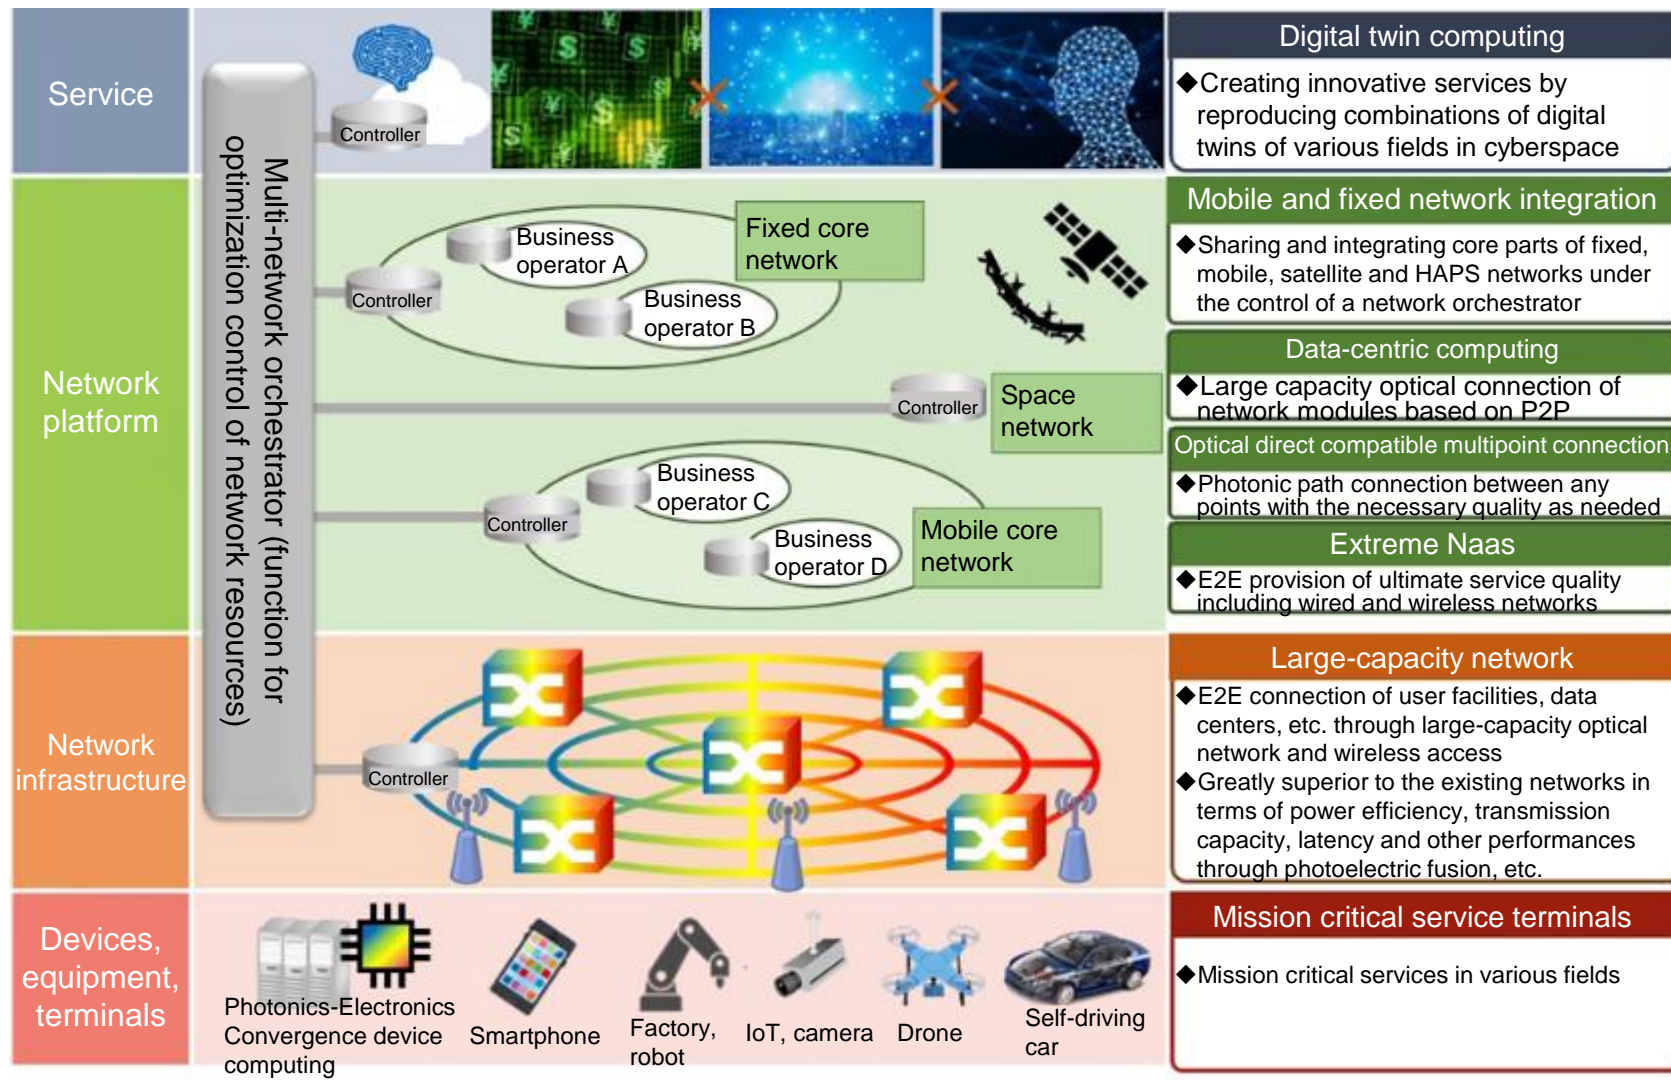 Service
Controller
Multi-network orchestrator (function for
optimization control of network resources)
Digital twin computing
◆Creating innovative services by
reproducing combinations of digital
twins of various fields in cyberspace
Network
platform
Business
operator A
Fixed core
network
Controller
Business
operator B
Controller
Space
network
Business
operator C
Controller
Business
operator D
Mobile core
network
Mobile and fixed network integration
◆Sharing and integrating core parts of fixed,
mobile, satellite and HAPS networks under
the control of a network orchestrator
Data-centric computing
◆Large capacity optical connection of
network modules based on P2P
Optical direct compatible multipoint connection
◆Photonic path connection between any
points with the necessary quality as needed
Extreme Naas
◆E2E provision of ultimate service quality
including wired and wireless networks
Network
infrastructure
Controller
Large-capacity network
◆E2E connection of user facilities, data
centers, etc. through large-capacity optical
network and wireless access
◆Greatly superior to the existing networks in
terms of power efficiency, transmission
capacity, latency and other performances
through photoelectric fusion, etc.
Devices,
equipment,
terminals
Photonics-Electronics
Convergence device
computing
Smartphone
Factory,
robot
IoT, camera
Drone
Self-driving
car
Mission critical service terminals
◆Mission critical services in various fields